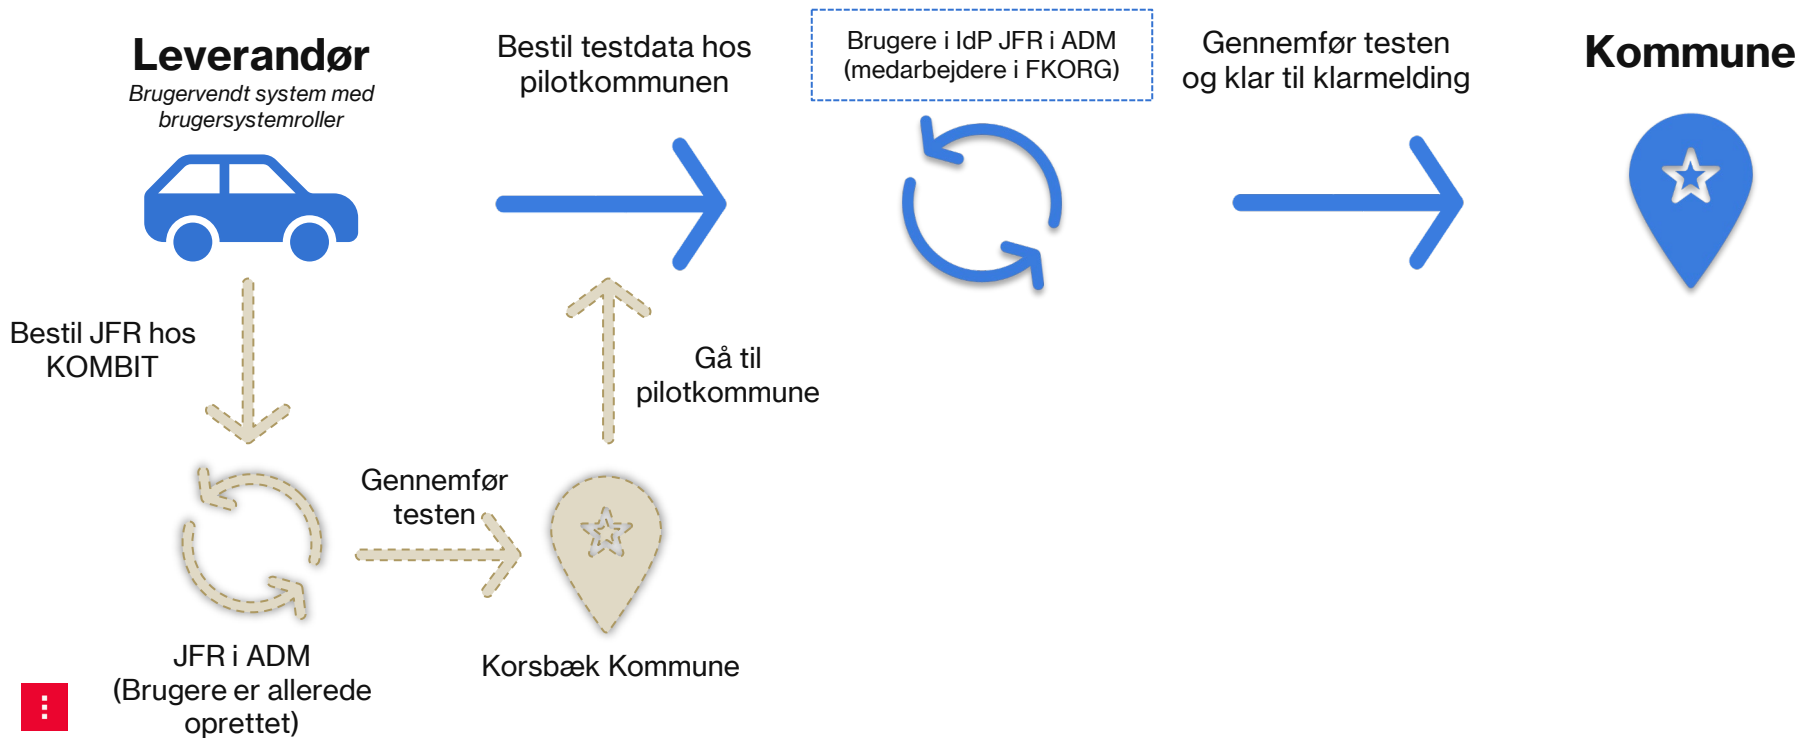 Leverandør
Brugervendt system med
brugersystemroller
Bestil testdata hos
pilotkommunen
Brugere i IdP JFR i ADM
(medarbejdere i FKORG)
Gennemfør testen
og klar til klarmelding
Kommune
Bestil JFR hos
KOMBIT
Gå til
pilotkommune
Gennemfør
testen
JFR i ADM
(Brugere er allerede
oprettet)
Korsbæk Kommune